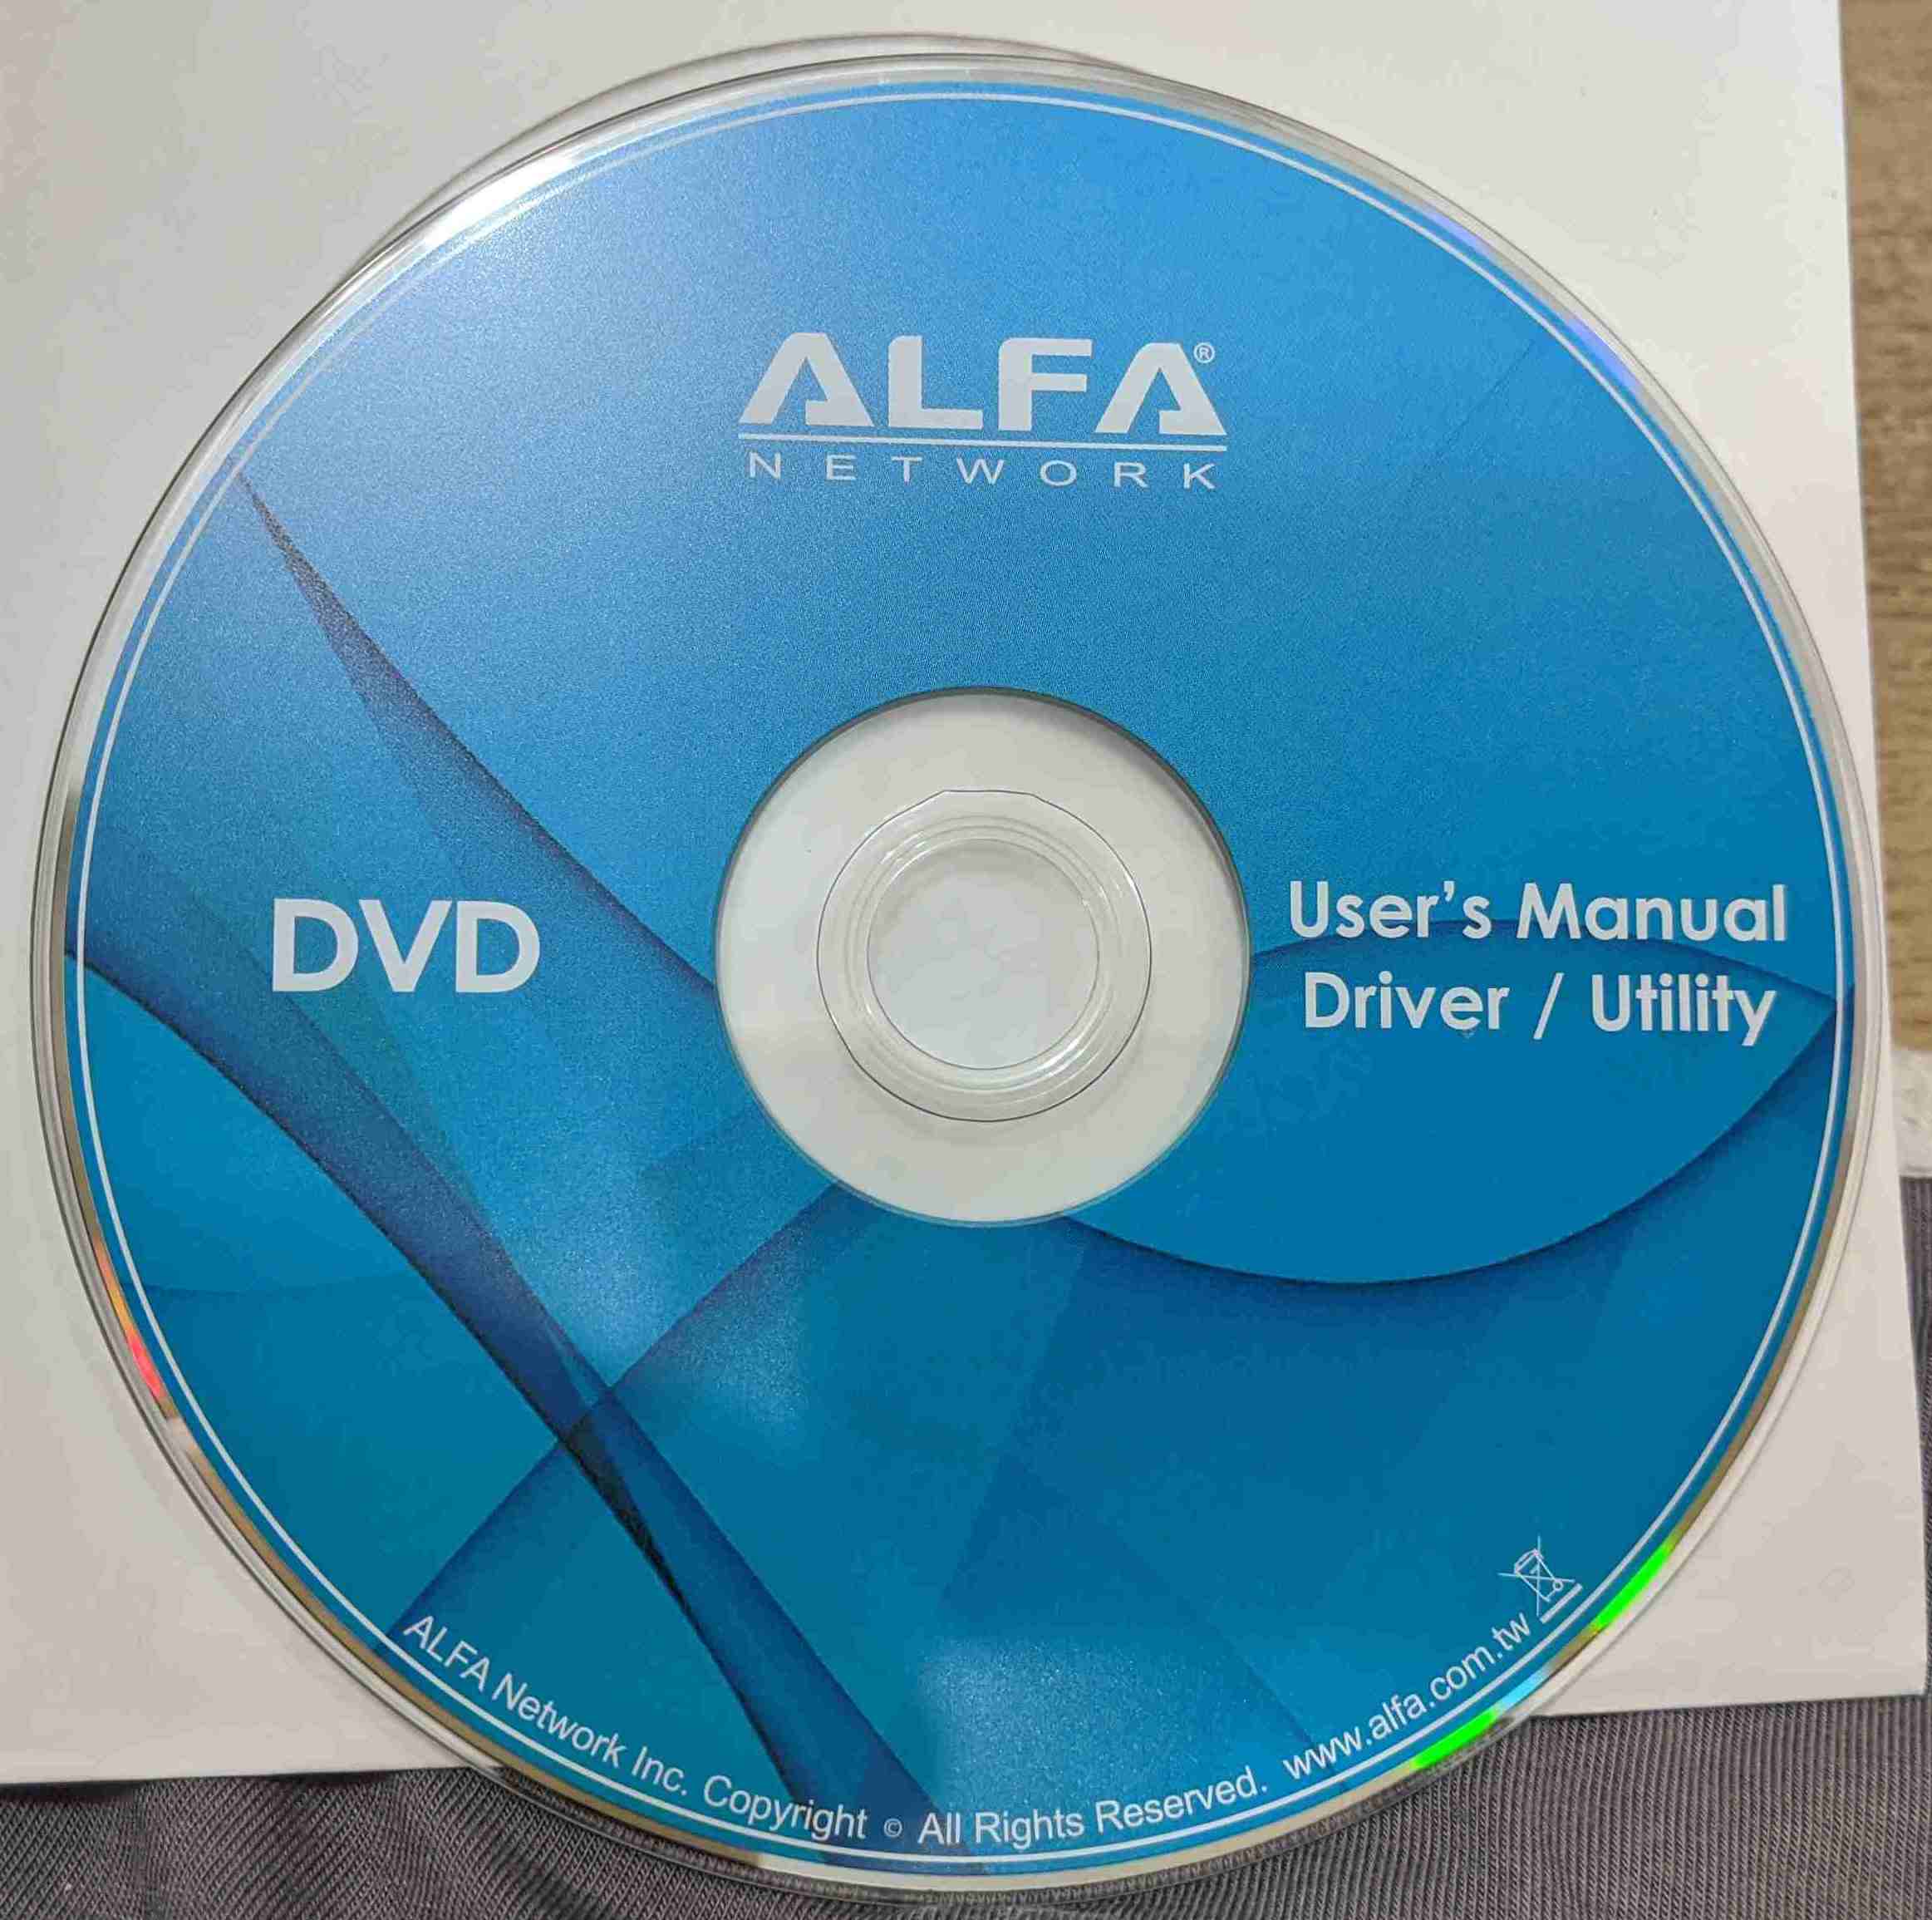 ALFA®
NETWORK
DVD
User's Manual
Driver / Utility
ALFA Network Inc. Copyright © All Rights Reserved. www.alfa.com.tw